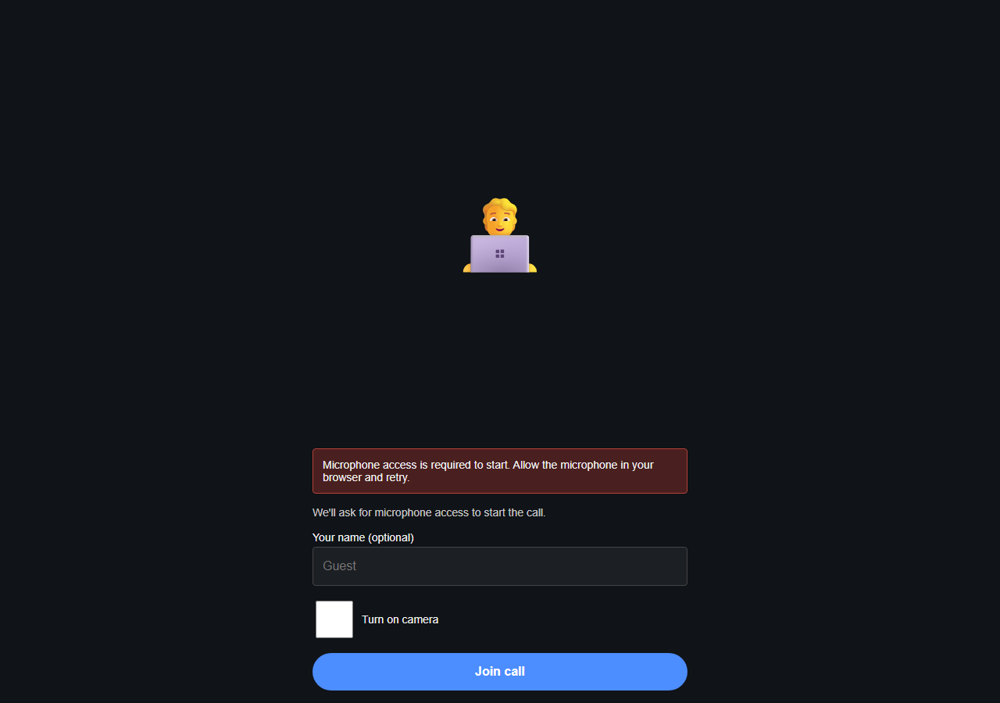 Microphone access is required to start. Allow the microphone in your
browser and retry.
We'll ask for microphone access to start the call.
Your name (optional)
Guest
Turn on camera
Join call